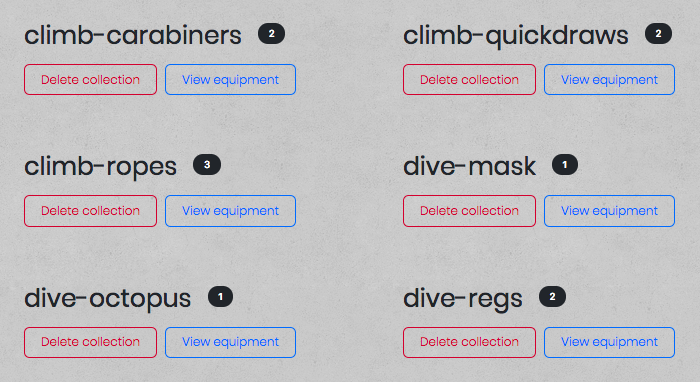 climb-carabiners 2
climb-quickdraws 2
Delete collection View equipment
Delete collection View equipment
climb-ropes 3
dive-mask 1
Delete collection View equipment
Delete collection View equipment
dive-octopus 1
dive-regs 2
Delete collection View equipment
Delete collection View equipment